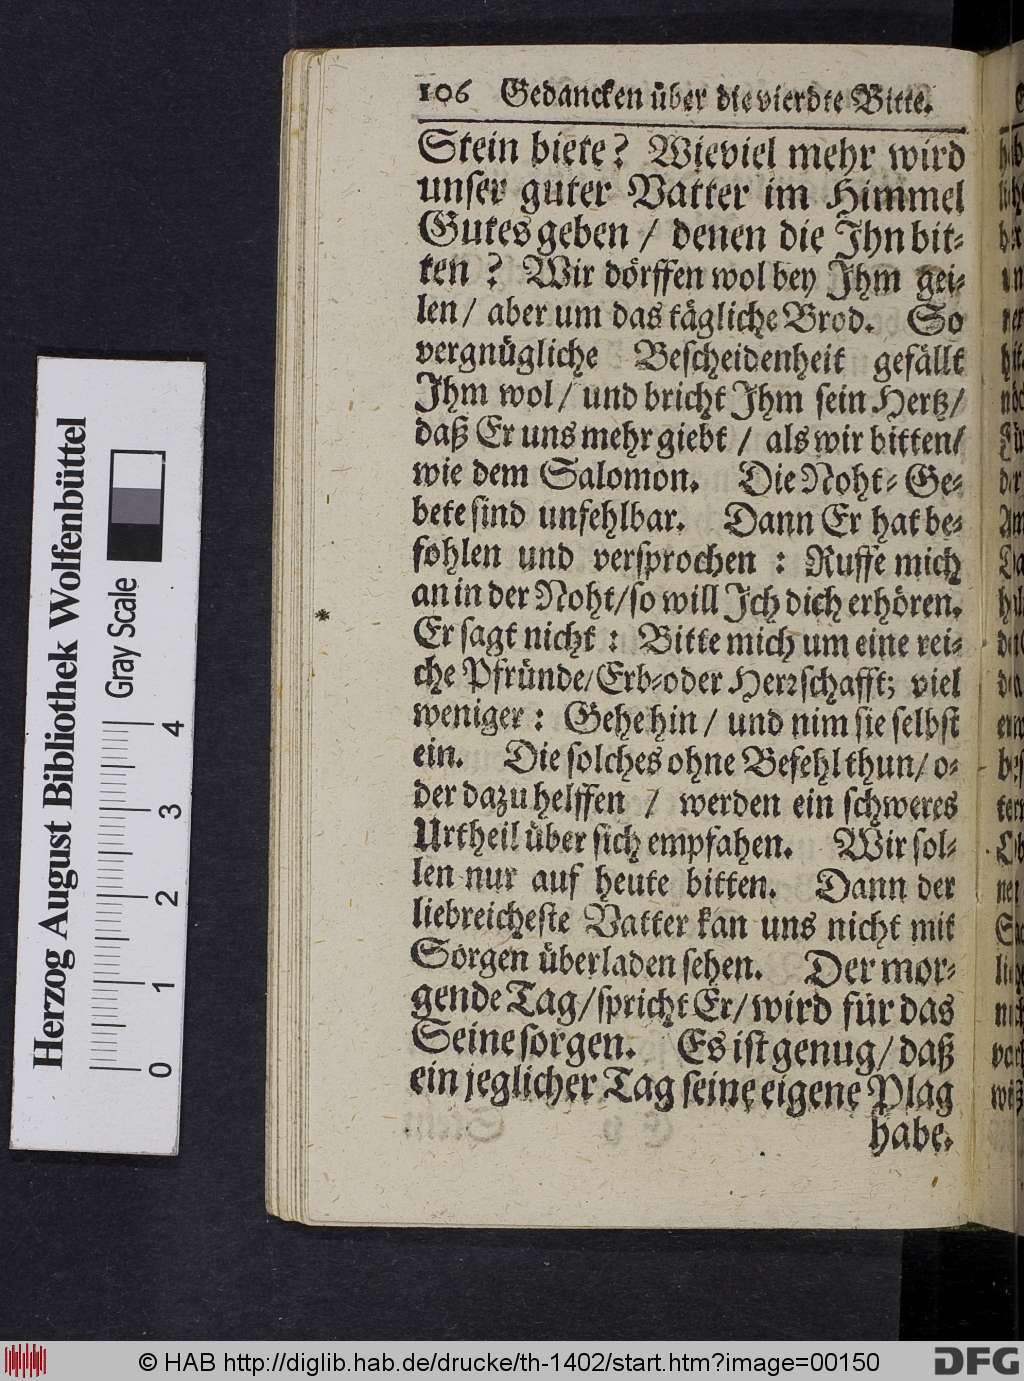 106 Gedancken über die vierdte Bitte.
Stein biete? Wieviel mehr wird
unser guter Vatter im Himmel
Gutes geben / denen die Ihn bit-
ten ? Wir dörffen wol bey Ihm gei-
len / aber um das tägliche Brod. So
vergnügliche Bescheidenheit gefällt
Ihm wol / und bricht Ihm sein Hertz /
daß Er uns mehr giebt / als wir bitten /
wie dem Salomon. Die Noht-Ge-
bete sind unfehlbar. Dann Er hat be-
fohlen und versprochen : Ruffe mich
an in der Noht / so will Ich dich erhören.
Er sagt nicht : Bitte mich um eine rei-
che Pfründe / Erb- oder Herrschafft; viel
weniger : Gehe hin / und nim sie selbst
ein. Die solches ohne Befehl thun / o-
der dazu helffen / werden ein schweres
Urtheil über sich empfahen. Wir sol-
len nur auf heute bitten. Dann der
liebreicheste Vatter kan uns nicht mit
Sorgen überladen sehen. Der mor-
gende Tag / spricht Er / wird für das
Seine sorgen. Es ist genug / daß
ein jeglicher Tag seine eigene Plag
habe.
Herzog August Bibliothek Wolfenbüttel
Gray Scale
0 1 2 3 4
© HAB http://diglib.hab.de/drucke/th-1402/start.htm?image=00150
DFG